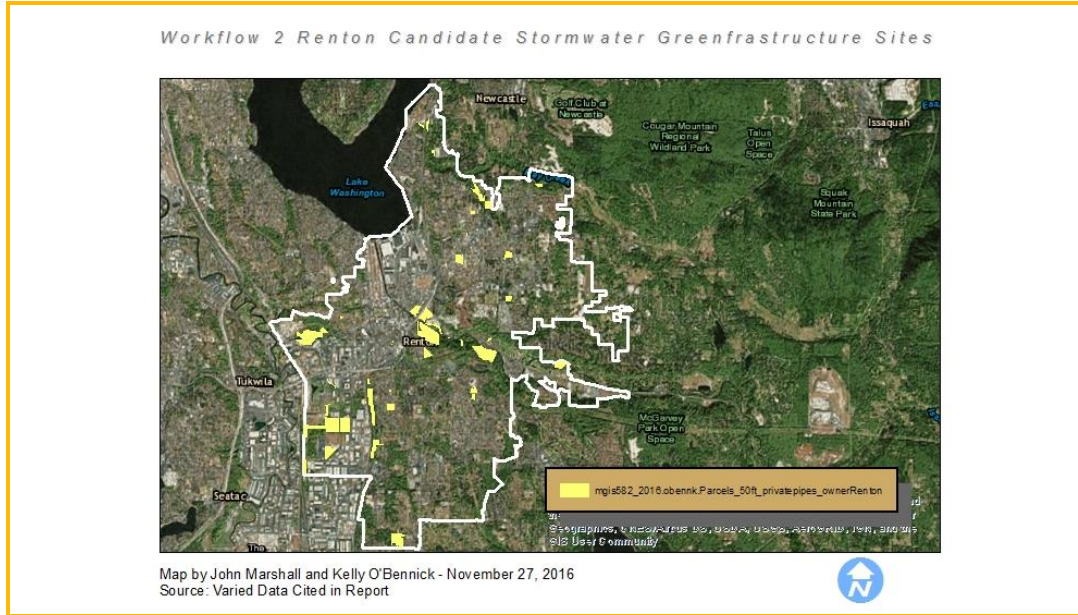 Workflow 2 Renton Candidate Stormwater Greenfrastructure Sites
Newcastle
Golf Club at
Newcastle
Issaquah
Cougar Mountain
Regional
Wildland Park
Talus
Open
Space
Lake
Washington
Squak
Mountain
State Park
Renton
Tukwila
McGarvey
Park Open
Space
mgis582_2016.obennk.Parcels_50ft_privatepipes_ownerRenton
Seatac
The
GIS User Community
N
Map by John Marshall and Kelly O'Bennick - November 27, 2016
Source: Varied Data Cited in Report